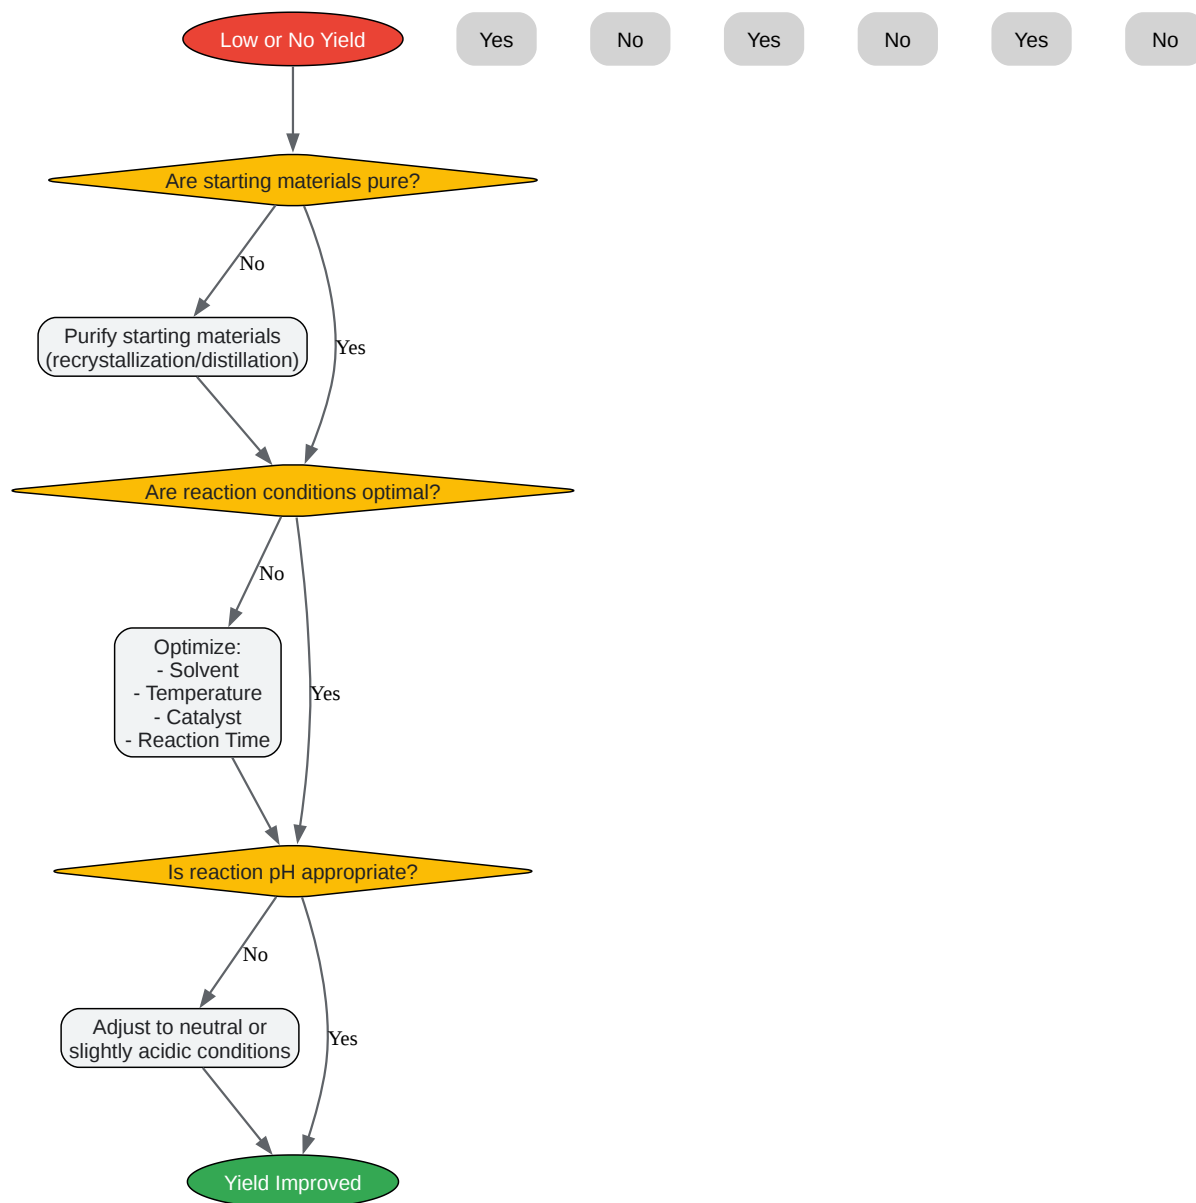 Low or No Yield
Yes
No
Yes
No
Yes
No
Are starting materials pure?
No
Purify starting materials
(recrystallization/distillation)
Yes
Are reaction conditions optimal?
No
Optimize:
- Solvent
- Temperature
- Catalyst
- Reaction Time
Yes
Is reaction pH appropriate?
No
Adjust to neutral or
slightly acidic conditions
Yes
Yield Improved